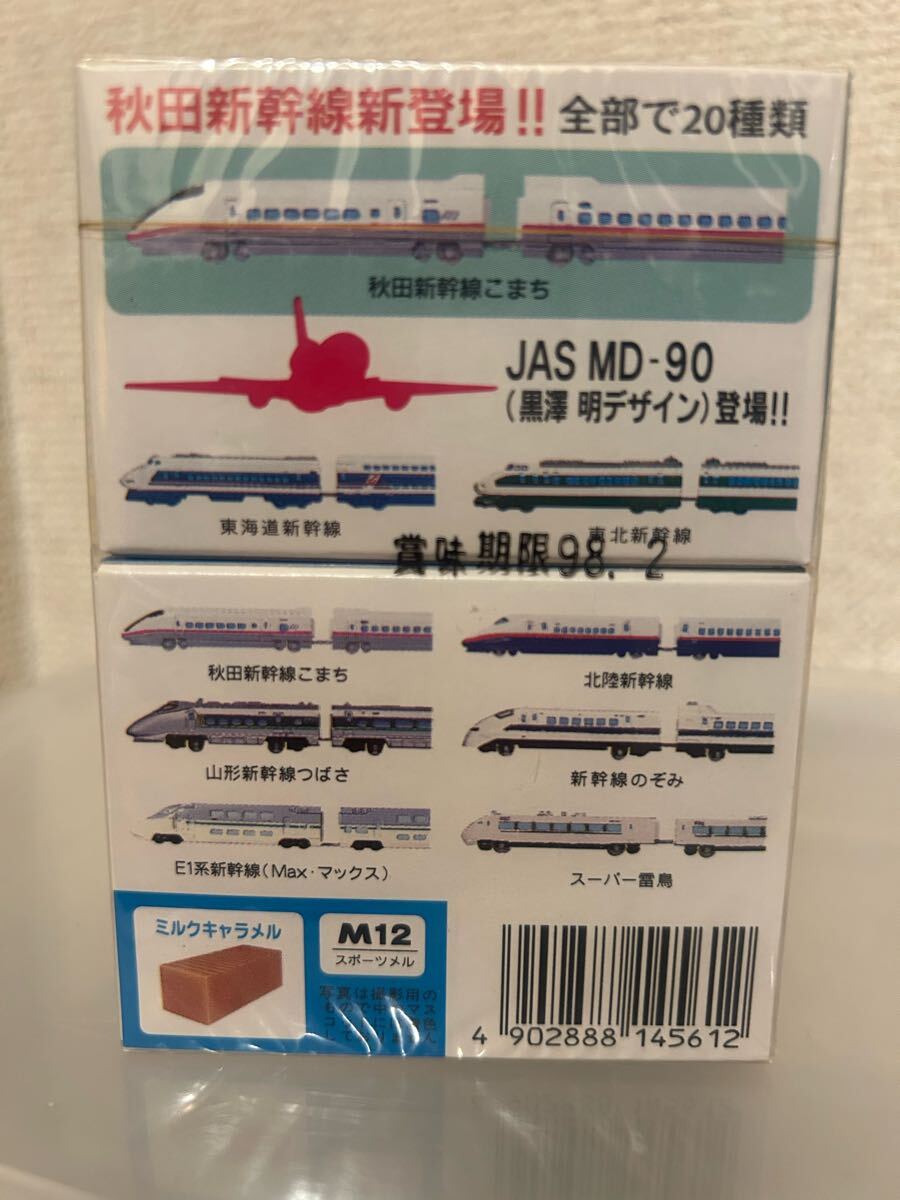 秋田新幹線新登場!! 全部で20種類
秋田新幹線こまち
JAS MD-90
(黒澤 明デザイン)登場!!
東海道新幹線
東北新幹線
賞味期限98.2
秋田新幹線こまち
北陸新幹線
山形新幹線つばさ
新幹線のぞみ
E1系新幹線(Max・マックス)
スーパー雷鳥
ミルクキャラメル
M12
スポーツメル
写真は撮影用の
4 902888 145612